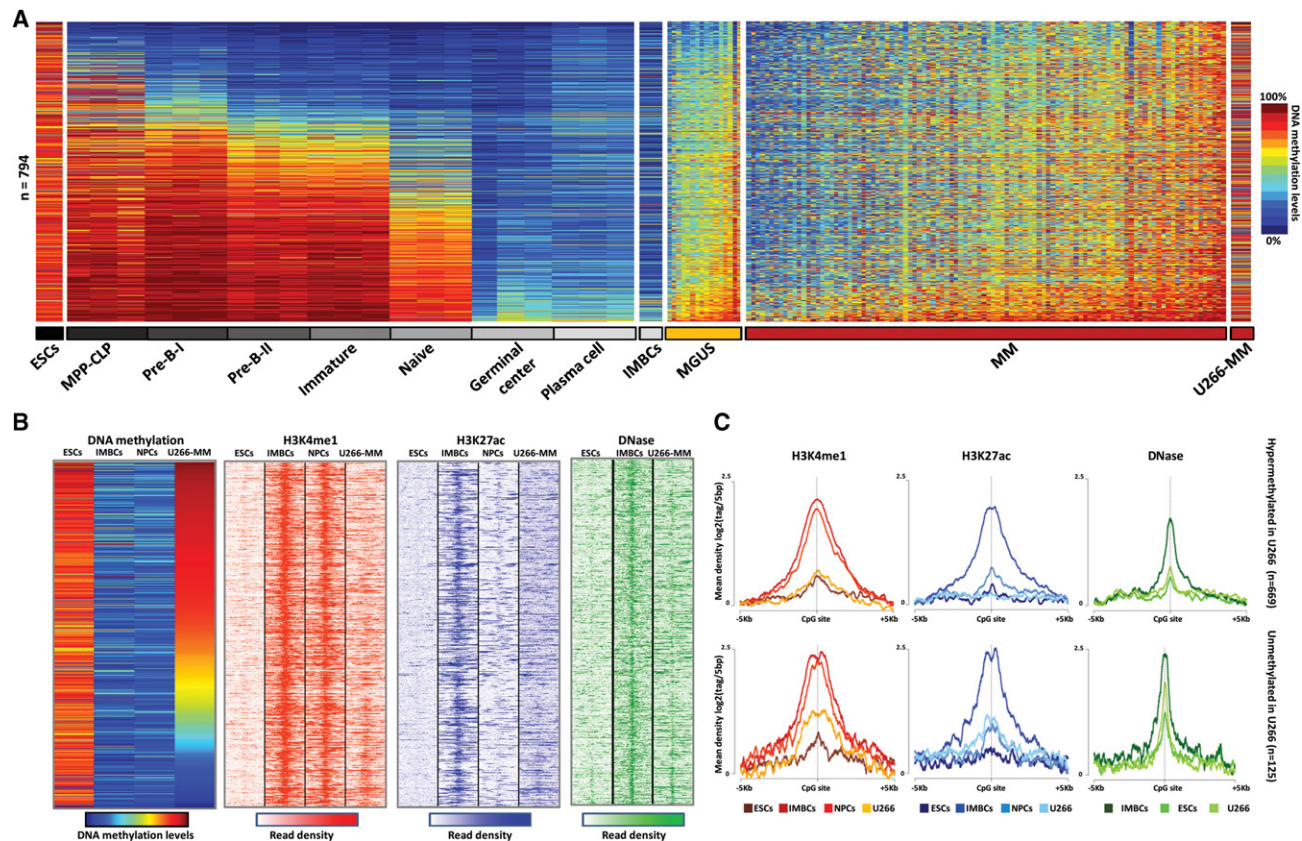 A
n = 794
100%
DNA methylation levels
0%
ESCs
MPP-CLP
Pre-B-I
Pre-B-II
Immature
Naive
Germinal
center
Plasma cell
IMBCs
MGUS
MM
U266-MM
B
DNA methylation
ESCs IMBCs NPCs U266-MM
H3K4me1
ESCs IMBCs NPCs U266-MM
H3K27ac
ESCs IMBCs NPCs U266-MM
DNase
ESCs IMBCs U266-MM
DNA methylation levels
Read density
Read density
Read density
C
H3K4me1
H3K27ac
DNase
Mean density log2(tag/5bp)
2.5
0
-5Kb CpG site +5Kb
2.5
0
-5Kb CpG site +5Kb
2.5
0
-5Kb CpG site +5Kb
Hypermethylated in
U266 (n=669)
Mean density log2(tag/5bp)
2.5
0
-5Kb CpG site +5Kb
2.5
0
-5Kb CpG site +5Kb
2.5
0
-5Kb CpG site +5Kb
Unmethylated in
U266 (n=125)
ESCs IMBCs NPCs U266
ESCs IMBCs NPCs U266
IMBCs ESCs U266